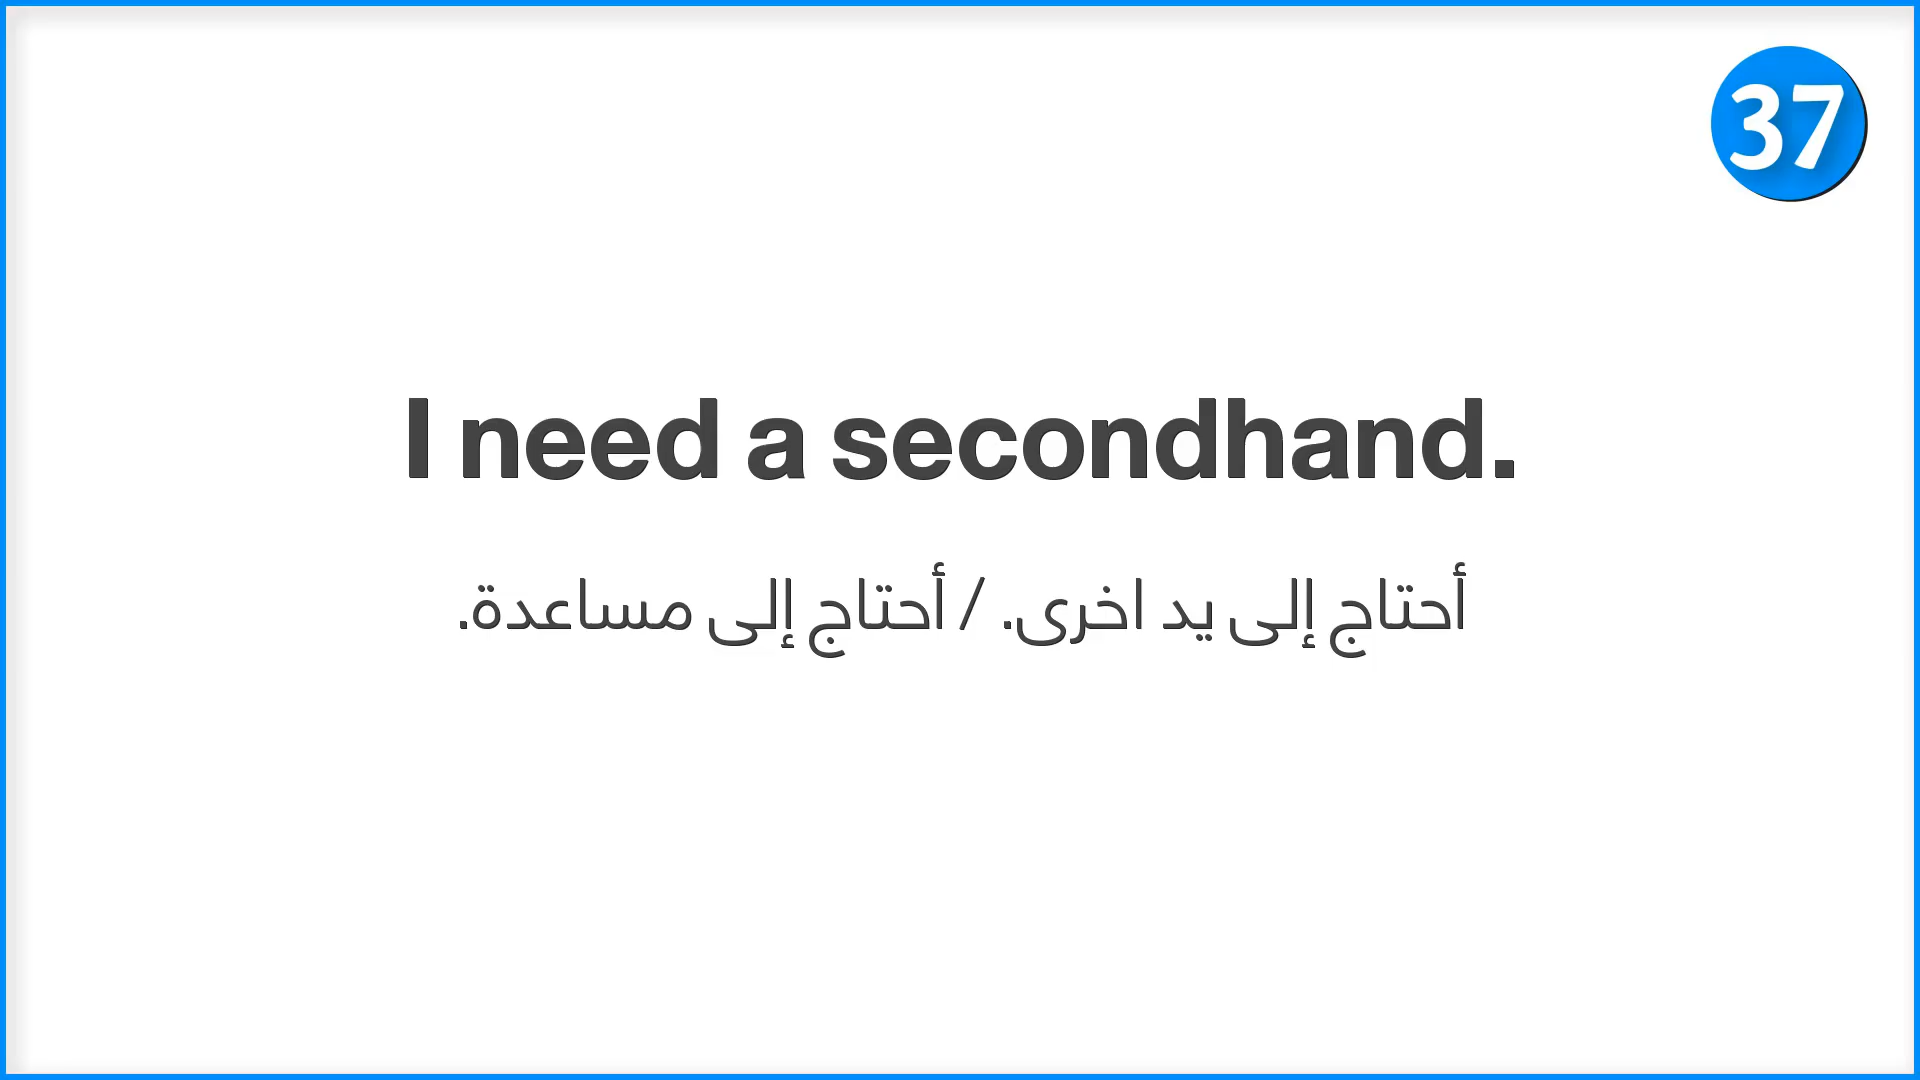 37
I need a secondhand.
أحتاج إلى يد اخرى. / أحتاج إلى مساعدة.